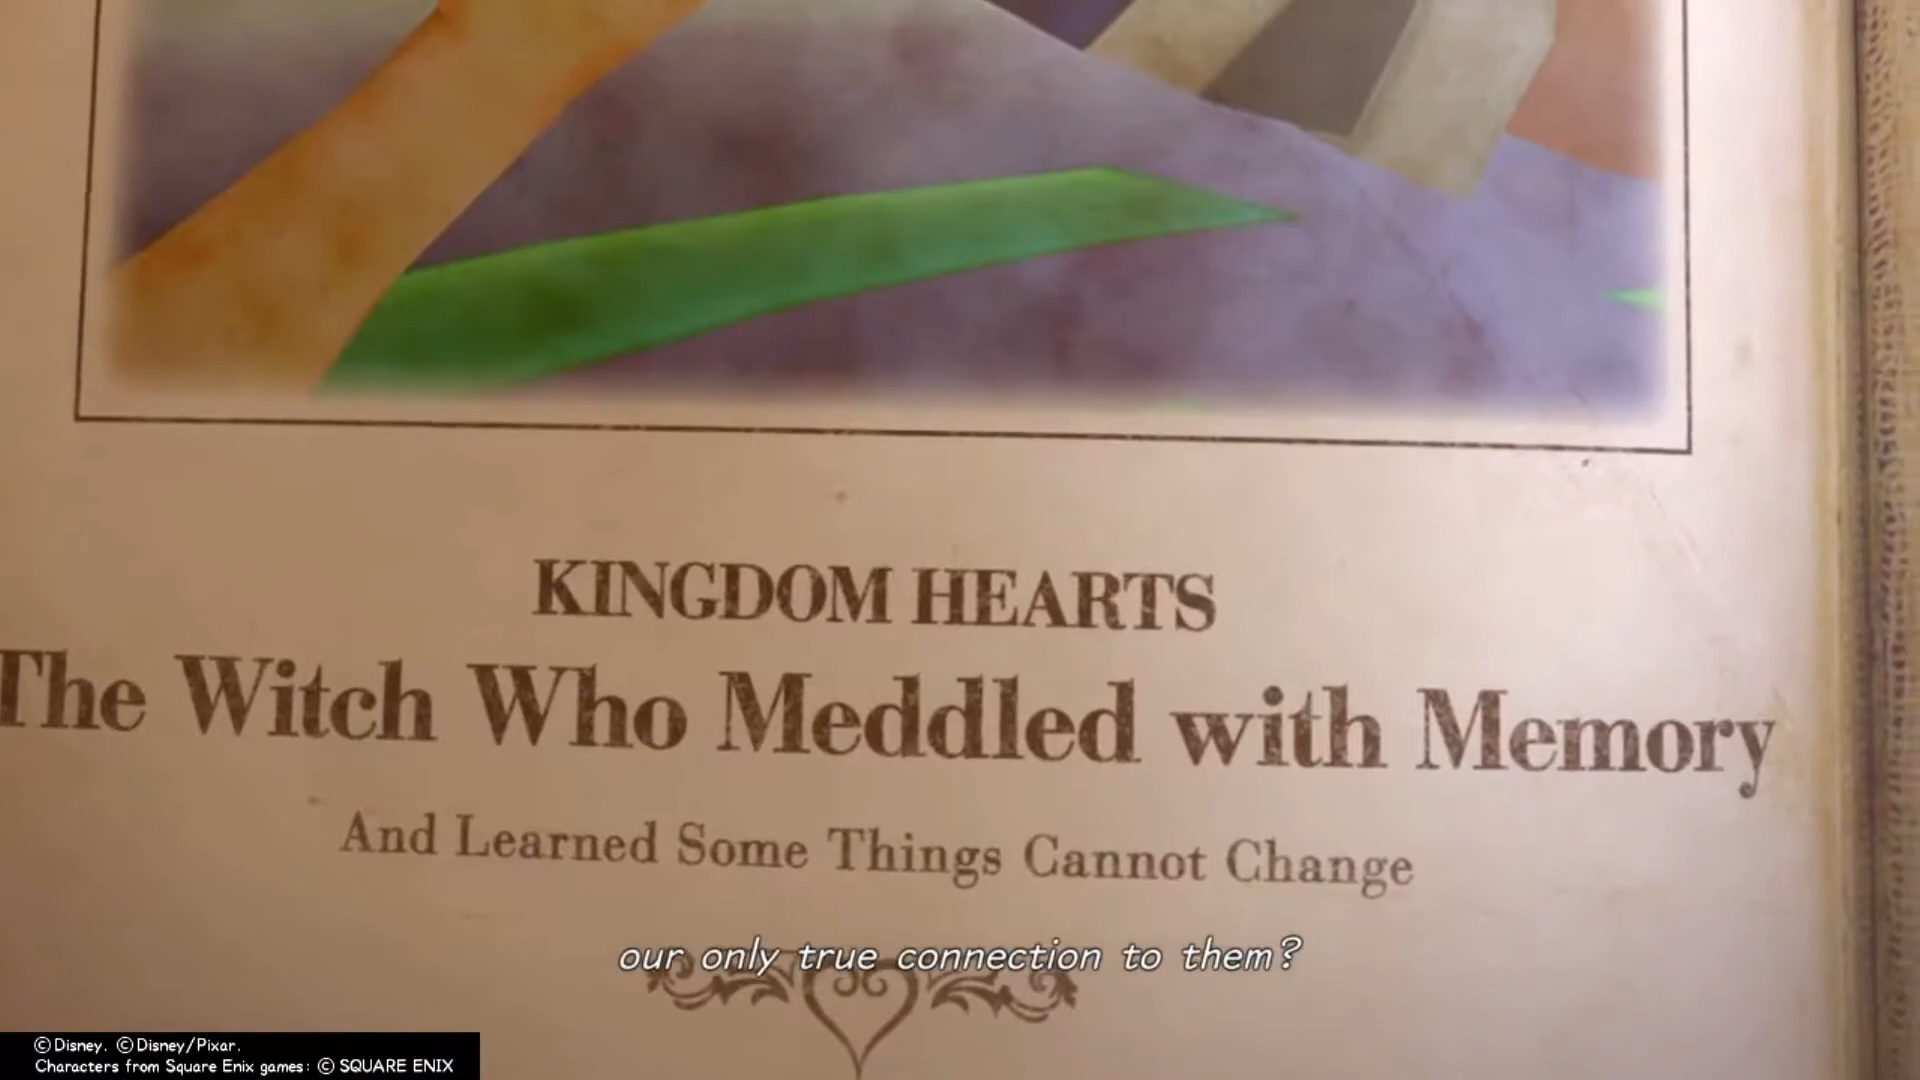 KINGDOM HEARTS
The Witch Who Meddled with Memory
And Learned Some Things Cannot Change
our only true connection to them?
©Disney. ©Disney/Pixar.
Characters from Square Enix games: © SQUARE ENIX